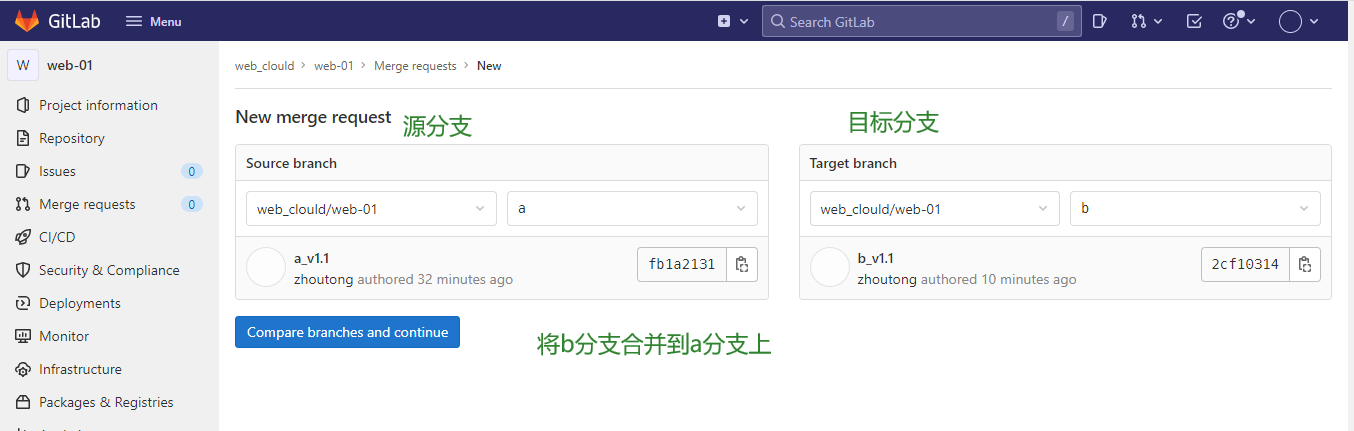 GitLab Menu Search GitLab /
W web-01
Project information
Repository
Issues 0
Merge requests 0
CI/CD
Security & Compliance
Deployments
Monitor
Infrastructure
Packages & Registries
web_clould > web-01 > Merge requests > New
New merge request 源分支 目标分支
Source branch
web_clould/web-01 a
a_v1.1
zhoutong authored 32 minutes ago
fb1a2131
Target branch
web_clould/web-01 b
b_v1.1
zhoutong authored 10 minutes ago
2cf10314
Compare branches and continue
将b分支合并到a分支上